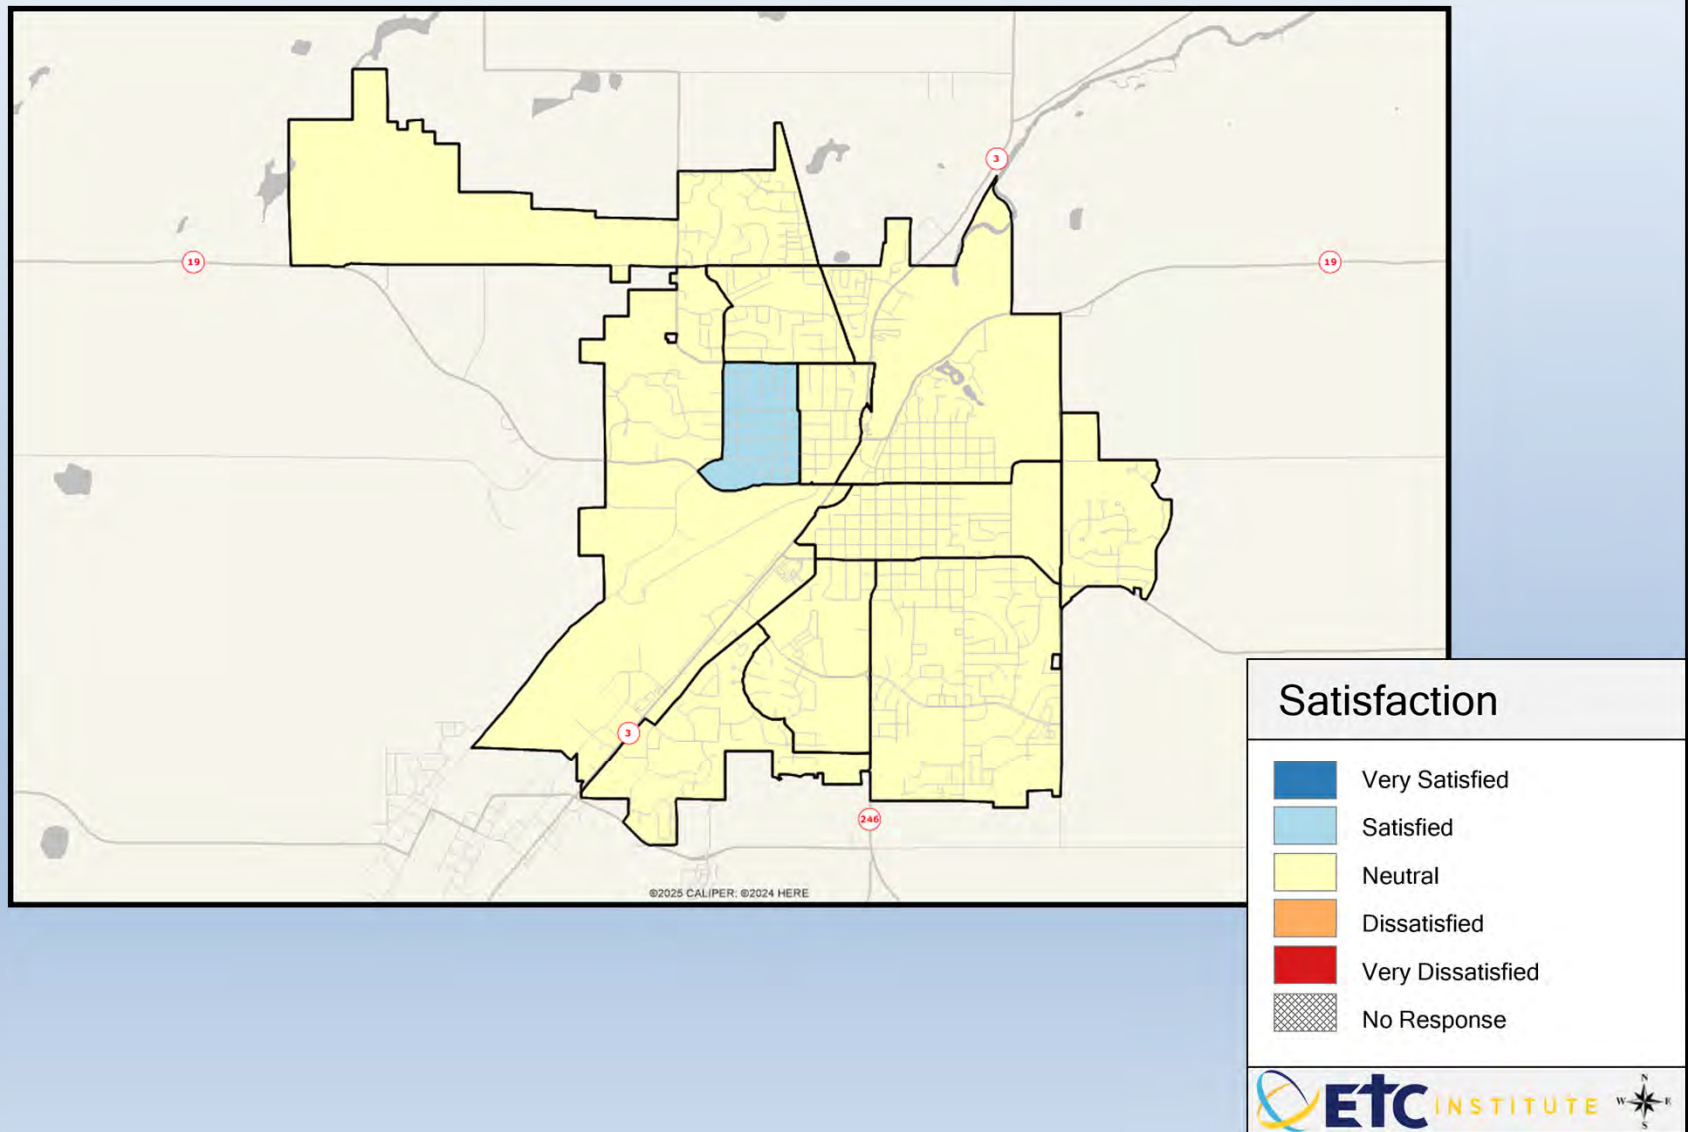 3
19
19
3
246
©2025 CALIPER; ©2024 HERE
Satisfaction
Very Satisfied
Satisfied
Neutral
Dissatisfied
Very Dissatisfied
No Response
N
W E
S
ETC INSTITUTE